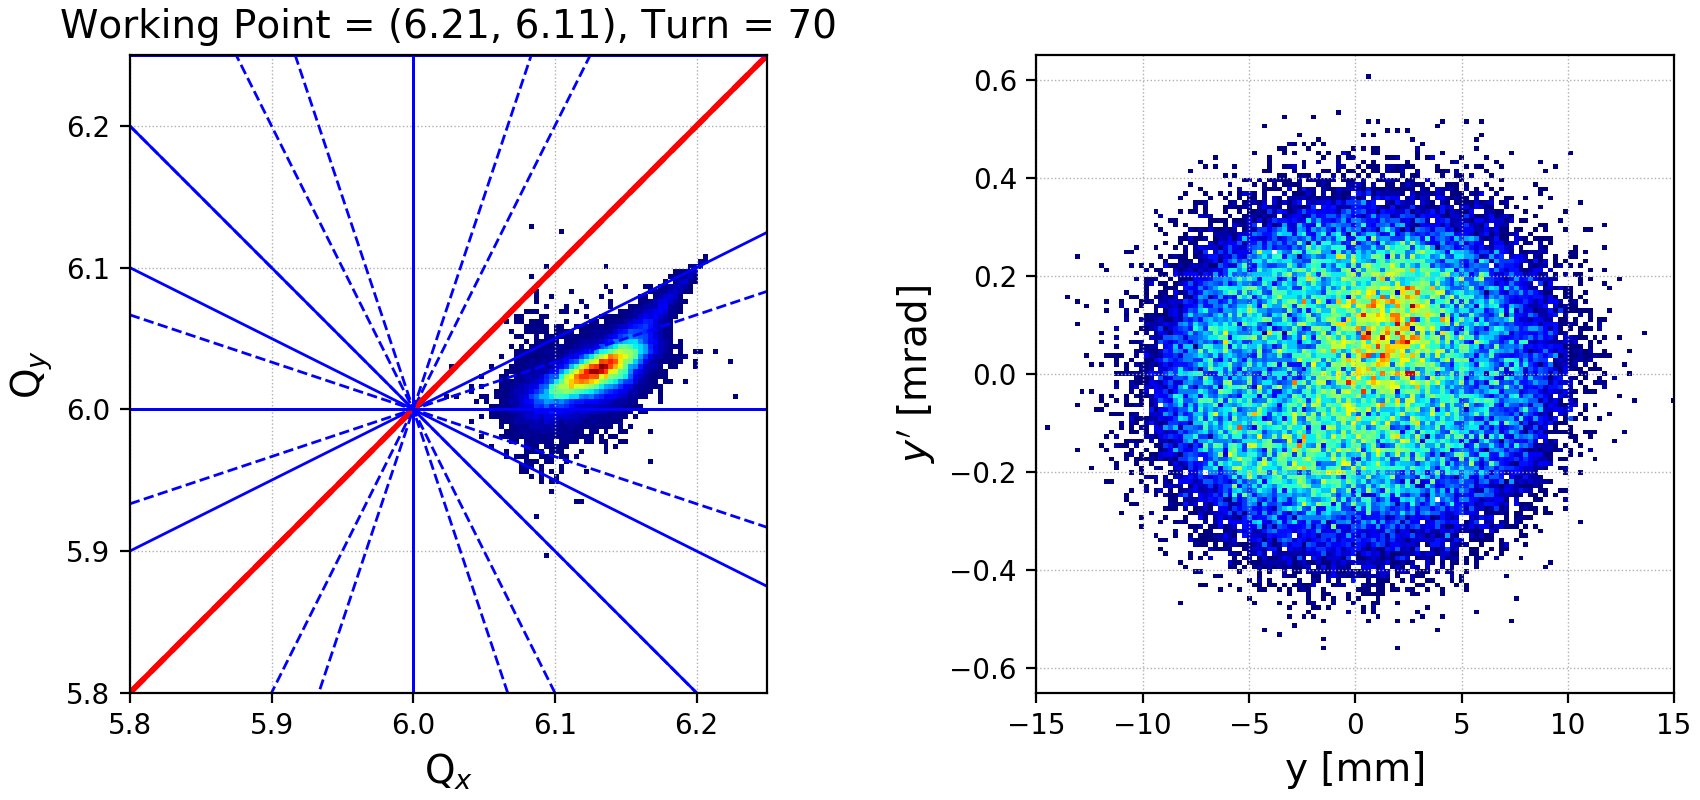 Working Point = (6.21, 6.11), Turn = 70
6.2
6.1
6.0
5.9
5.8
5.8 5.9 6.0 6.1 6.2
Qy
Qx
0.6
0.4
0.2
0.0
−0.2
−0.4
−0.6
−15 −10 −5 0 5 10 15
y′ [mrad]
y [mm]